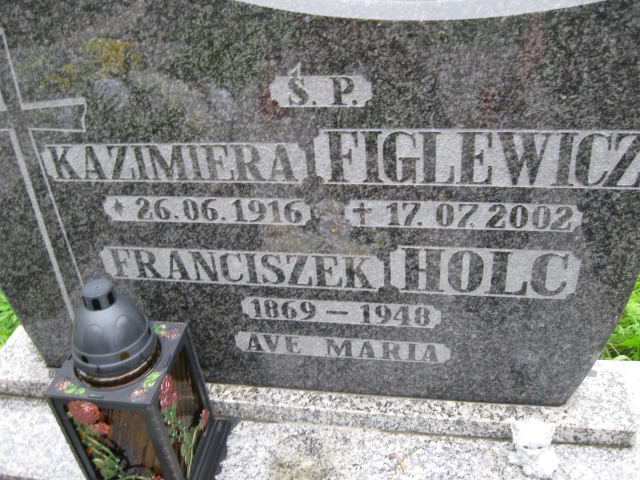 Ś. P.
KAZIMIERA FIGLEWICZ
* 26.06.1916 † 17.07.2002
FRANCISZEK HOLC
1869 – 1948
AVE MARIA